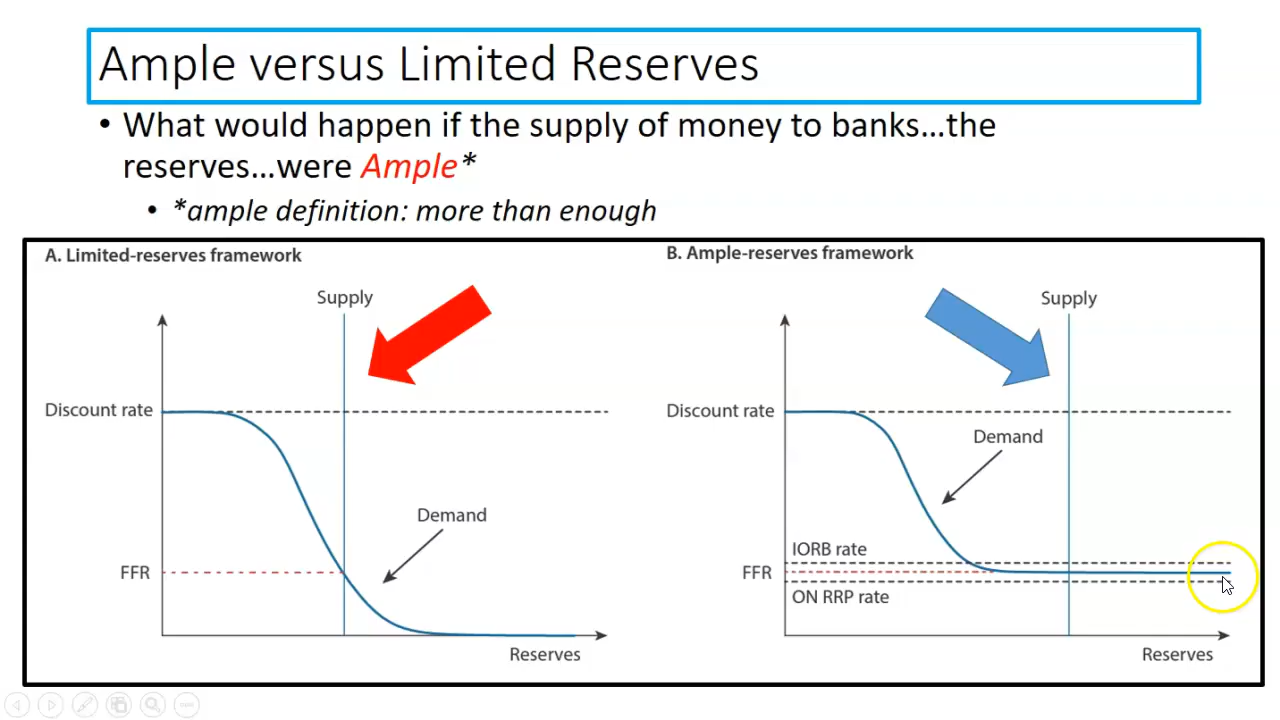 Ample versus Limited Reserves
• What would happen if the supply of money to banks...the
reserves...were Ample*
• *ample definition: more than enough
A. Limited-reserves framework
Supply
Discount rate
Demand
FFR
Reserves
B. Ample-reserves framework
Supply
Discount rate
Demand
IORB rate
FFR
ON RRP rate
Reserves